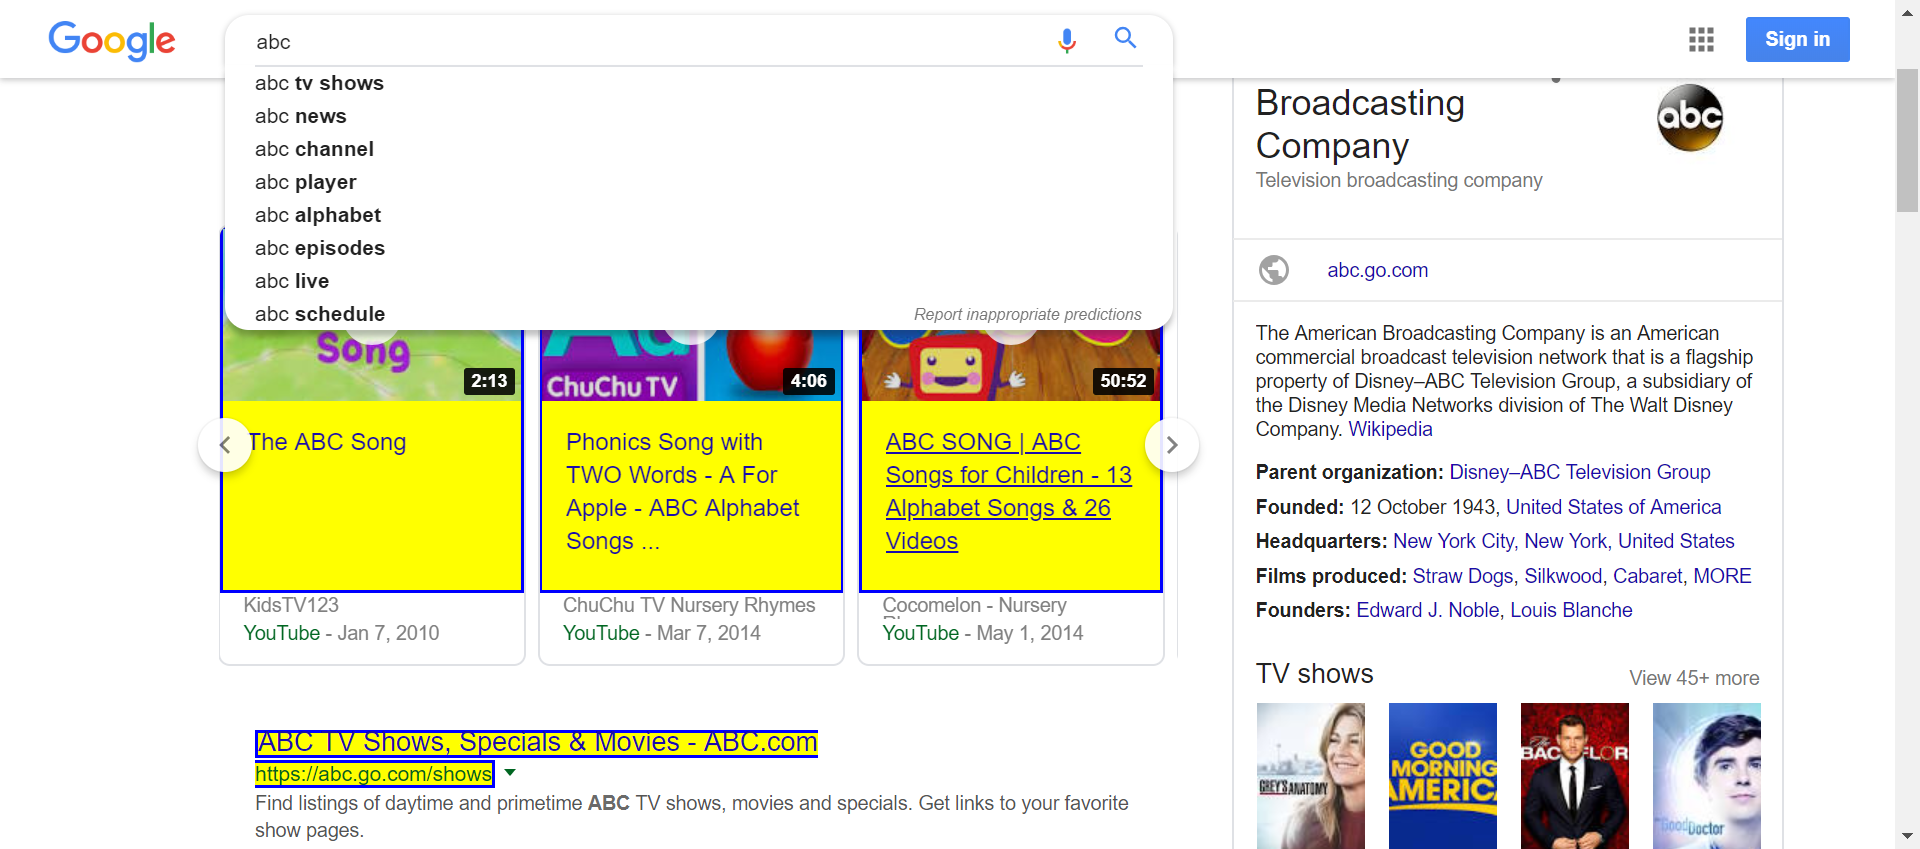 Google
abc
Sign in
abc tv shows
abc news
abc channel
abc player
abc alphabet
abc episodes
abc live
abc schedule
Report inappropriate predictions
Song
2:13
ChuChu TV
4:06
50:52
The ABC Song
Phonics Song with
TWO Words - A For
Apple - ABC Alphabet
Songs ...
ABC SONG | ABC
Songs for Children - 13
Alphabet Songs & 26
Videos
KidsTV123
YouTube - Jan 7, 2010
ChuChu TV Nursery Rhymes
YouTube - Mar 7, 2014
Cocomelon - Nursery
YouTube - May 1, 2014
ABC TV Shows, Specials & Movies - ABC.com
https://abc.go.com/shows
Find listings of daytime and primetime ABC TV shows, movies and specials. Get links to your favorite
show pages.
Broadcasting
Company
abc
Television broadcasting company
abc.go.com
The American Broadcasting Company is an American
commercial broadcast television network that is a flagship
property of Disney–ABC Television Group, a subsidiary of
the Disney Media Networks division of The Walt Disney
Company. Wikipedia
Parent organization: Disney–ABC Television Group
Founded: 12 October 1943, United States of America
Headquarters: New York City, New York, United States
Films produced: Straw Dogs, Silkwood, Cabaret, MORE
Founders: Edward J. Noble, Louis Blanche
TV shows
View 45+ more
GREY'S ANATOMY
GOOD
MORNING
AMERICA
The
BACHELOR
the Good Doctor